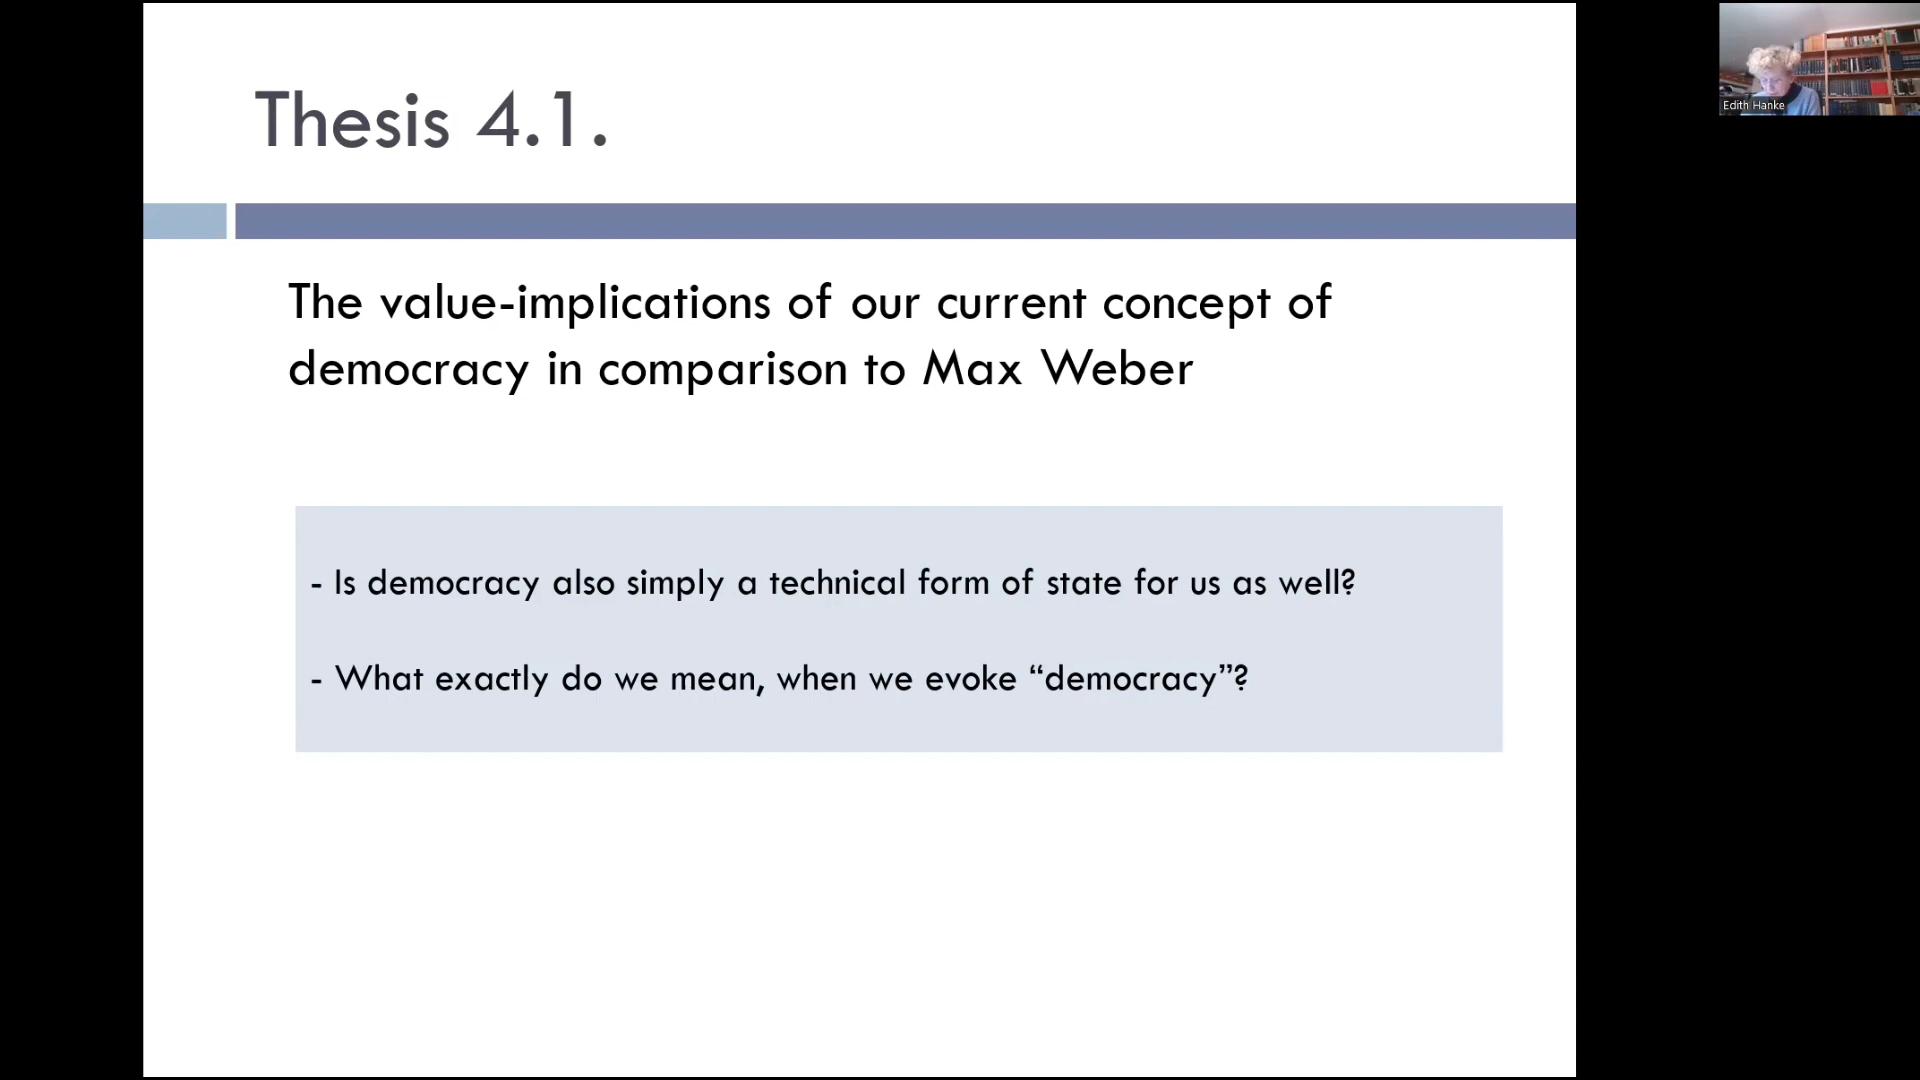 Thesis 4.1.
The value-implications of our current concept of
democracy in comparison to Max Weber
- Is democracy also simply a technical form of state for us as well?
- What exactly do we mean, when we evoke “democracy”?
Edith Hanke